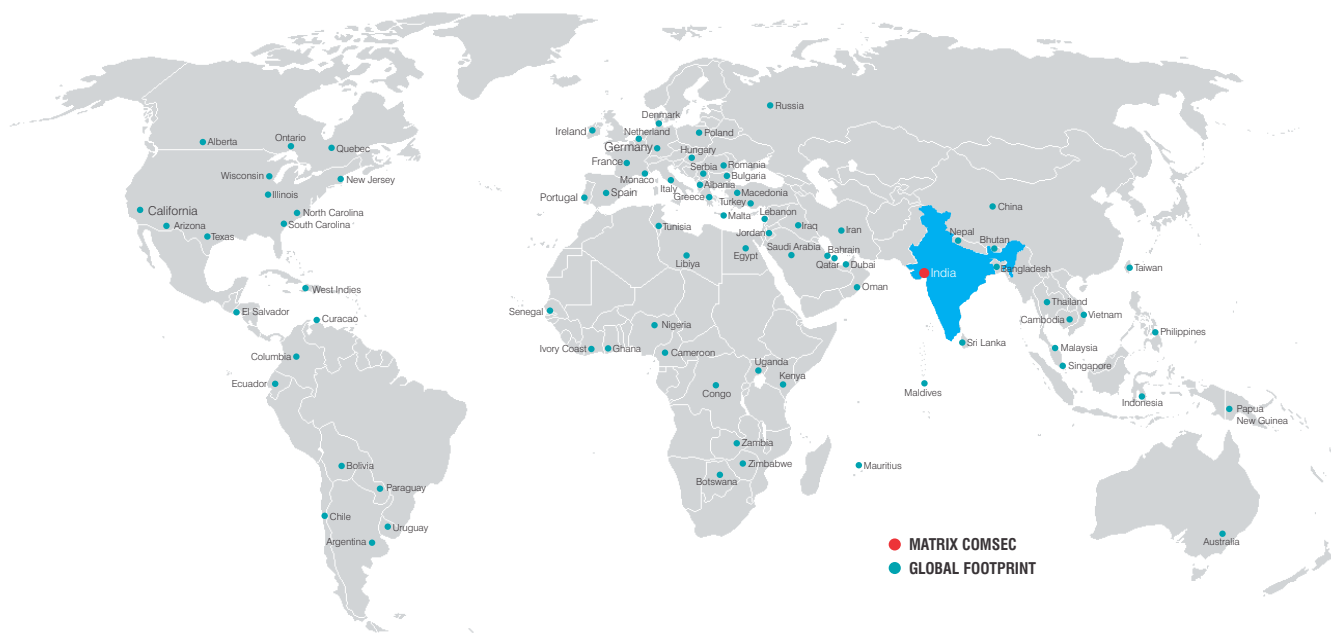 Russia
Denmark
Ireland
Netherland
Poland
Alberta
Ontario
Quebec
Germany
Hungary
France
Serbia
Romania
Wisconsin
New Jersey
Monaco
Bulgaria
Italy
Albania
Illinois
Portugal
Spain
Greece
Macedonia
Turkey
California
North Carolina
Malta
Lebanon
China
Arizona
South Carolina
Tunisia
Iraq
Iran
Texas
Jordan
Nepal
Bhutan
Saudi Arabia
Egypt
Bahrain
Libiya
Qatar
Dubai
India
Bangladesh
Taiwan
West Indies
Oman
Thailand
El Salvador
Senegal
Curacao
Nigeria
Cambodia
Vietnam
Philippines
Ivory Coast
Ghana
Cameroon
Sri Lanka
Malaysia
Columbia
Uganda
Singapore
Ecuador
Kenya
Congo
Maldives
Indonesia
Papua
New Guinea
Zambia
Bolivia
Zimbabwe
Mauritius
Botswana
Paraguay
Chile
Uruguay
Argentina
Australia
MATRIX COMSEC
GLOBAL FOOTPRINT